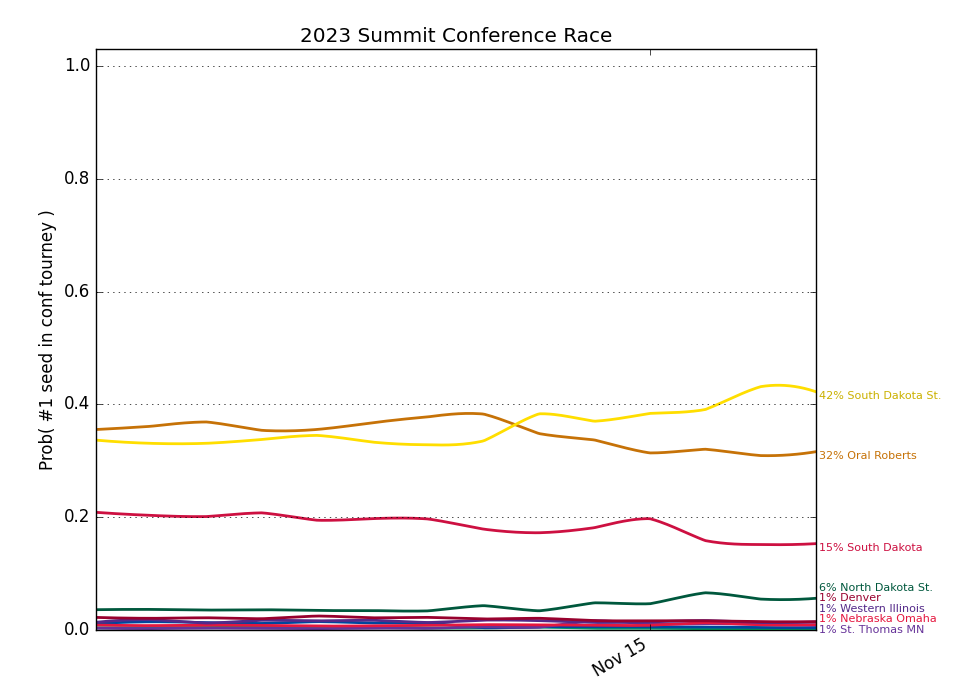 2023 Summit Conference Race
Prob( #1 seed in conf tourney )
1.0
0.8
0.6
0.4
0.2
0.0
Nov 15
42% South Dakota St.
32% Oral Roberts
15% South Dakota
6% North Dakota St.
1% Denver
1% Western Illinois
1% Nebraska Omaha
1% St. Thomas MN